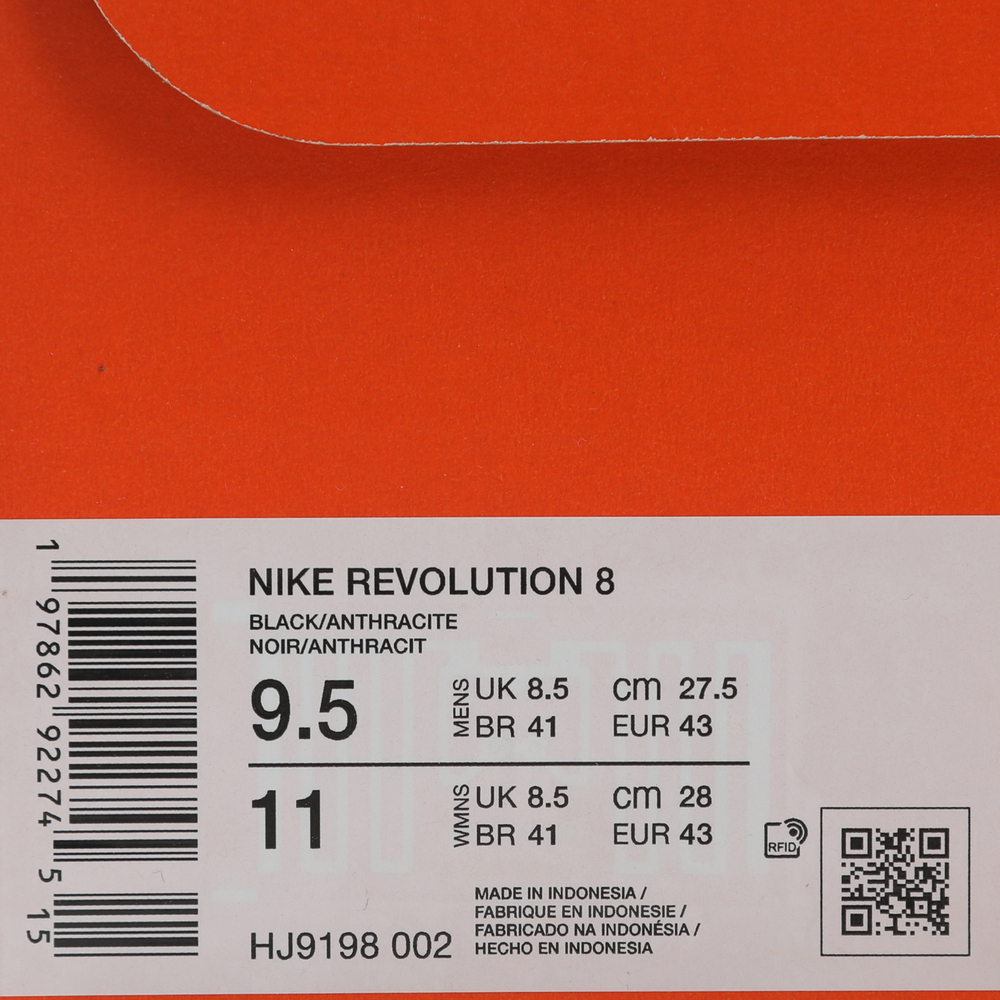 NIKE REVOLUTION 8
BLACK/ANTHRACITE
NOIR/ANTHRACIT
9.5
MENS
UK 8.5 cm 27.5
BR 41 EUR 43
11
WMNS
UK 8.5 cm 28
BR 41 EUR 43
RFID
MADE IN INDONESIA /
FABRIQUE EN INDONESIE /
FABRICADO NA INDONÉSIA /
HECHO EN INDONESIA
HJ9198 002
1 97862 92274 5 15